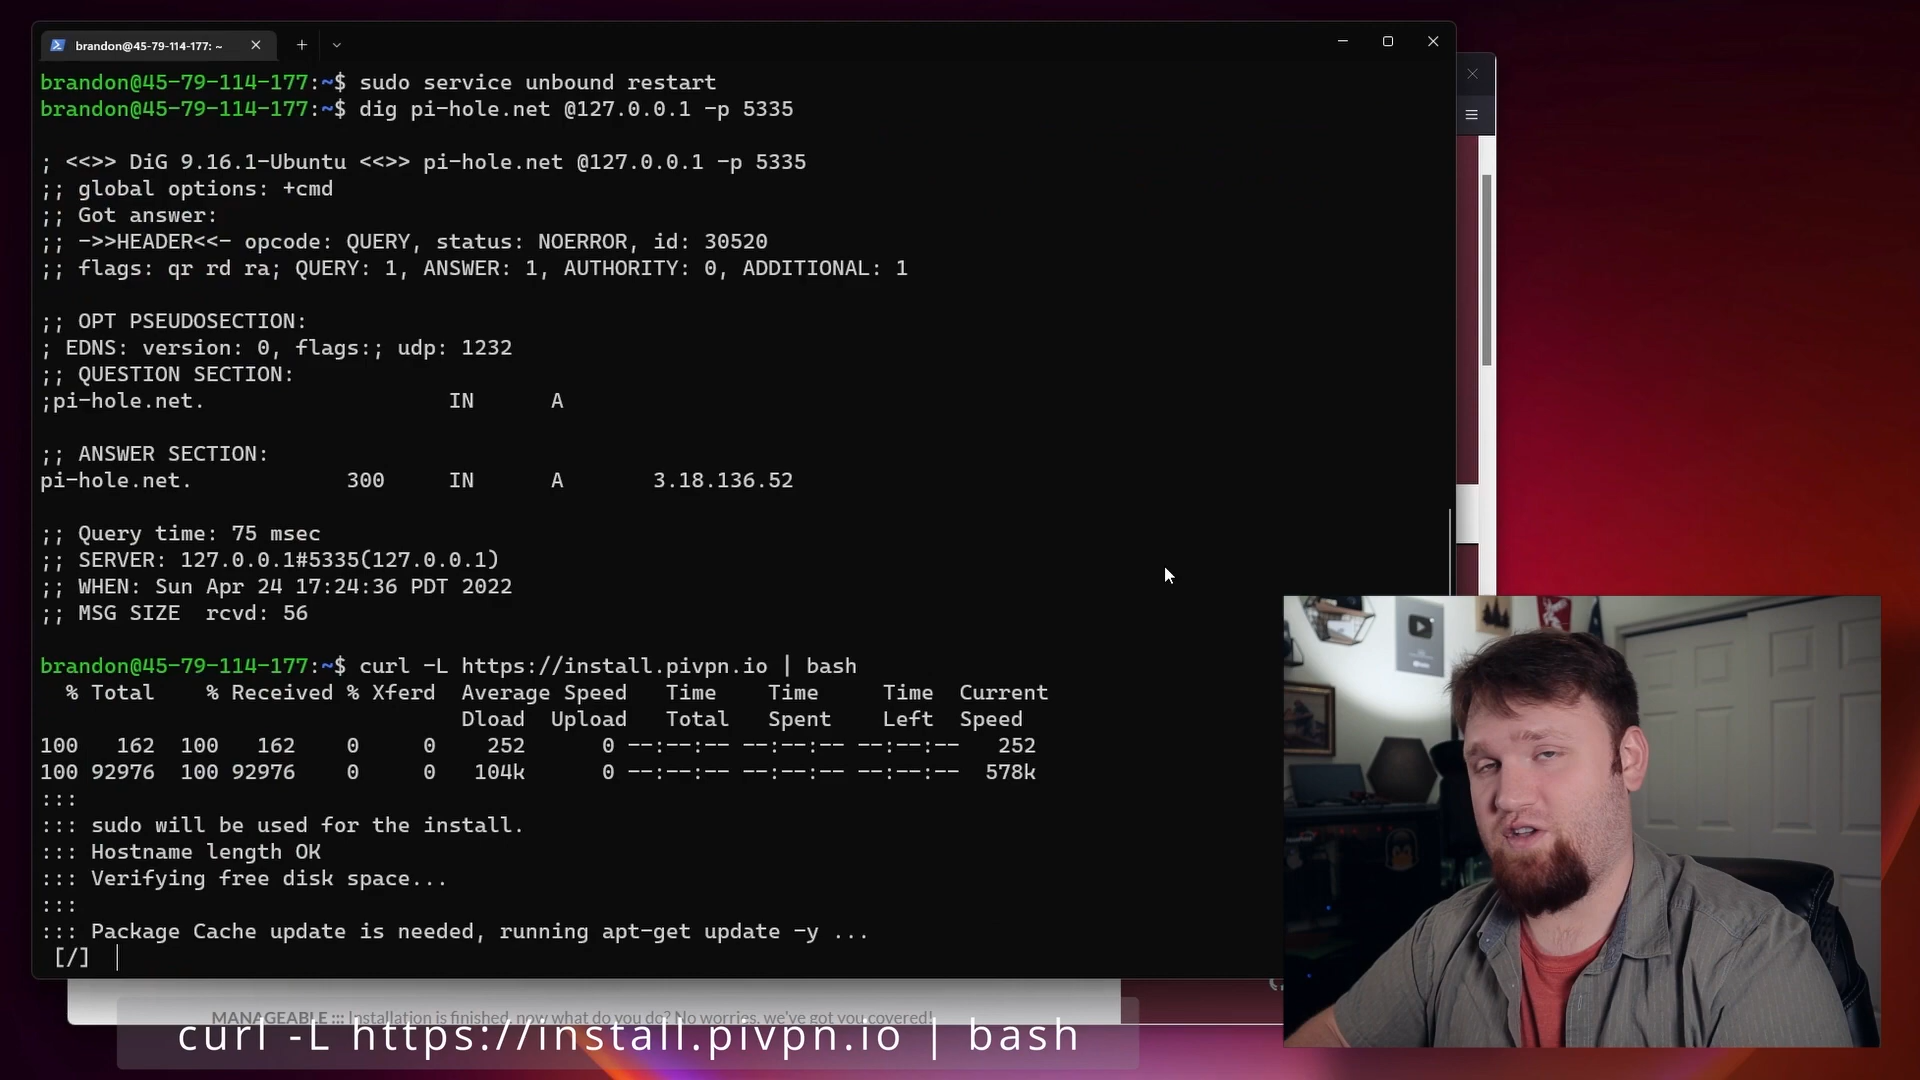 brandon@45-79-114-177: ~
brandon@45-79-114-177:~$ sudo service unbound restart
brandon@45-79-114-177:~$ dig pi-hole.net @127.0.0.1 -p 5335
; <<>> DiG 9.16.1-Ubuntu <<>> pi-hole.net @127.0.0.1 -p 5335
;; global options: +cmd
;; Got answer:
;; ->>HEADER<<- opcode: QUERY, status: NOERROR, id: 30520
;; flags: qr rd ra; QUERY: 1, ANSWER: 1, AUTHORITY: 0, ADDITIONAL: 1
;; OPT PSEUDOSECTION:
; EDNS: version: 0, flags:; udp: 1232
;; QUESTION SECTION:
;pi-hole.net. IN A
;; ANSWER SECTION:
pi-hole.net. 300 IN A 3.18.136.52
;; Query time: 75 msec
;; SERVER: 127.0.0.1#5335(127.0.0.1)
;; WHEN: Sun Apr 24 17:24:36 PDT 2022
;; MSG SIZE rcvd: 56
brandon@45-79-114-177:~$ curl -L https://install.pivpn.io | bash
% Total % Received % Xferd Average Speed Time Time Time Current
Dload Upload Total Spent Left Speed
100 162 100 162 0 0 252 0 --:--:-- --:--:-- --:--:-- 252
100 92976 100 92976 0 0 104k 0 --:--:-- --:--:-- --:--:-- 578k
:::
::: sudo will be used for the install.
::: Hostname length OK
::: Verifying free disk space...
:::
::: Package Cache update is needed, running apt-get update -y ...
[/]
MANAGEABLE ::: Installation is finished, now what do you do? No worries, we've got you covered!
curl -L https://install.pivpn.io | bash